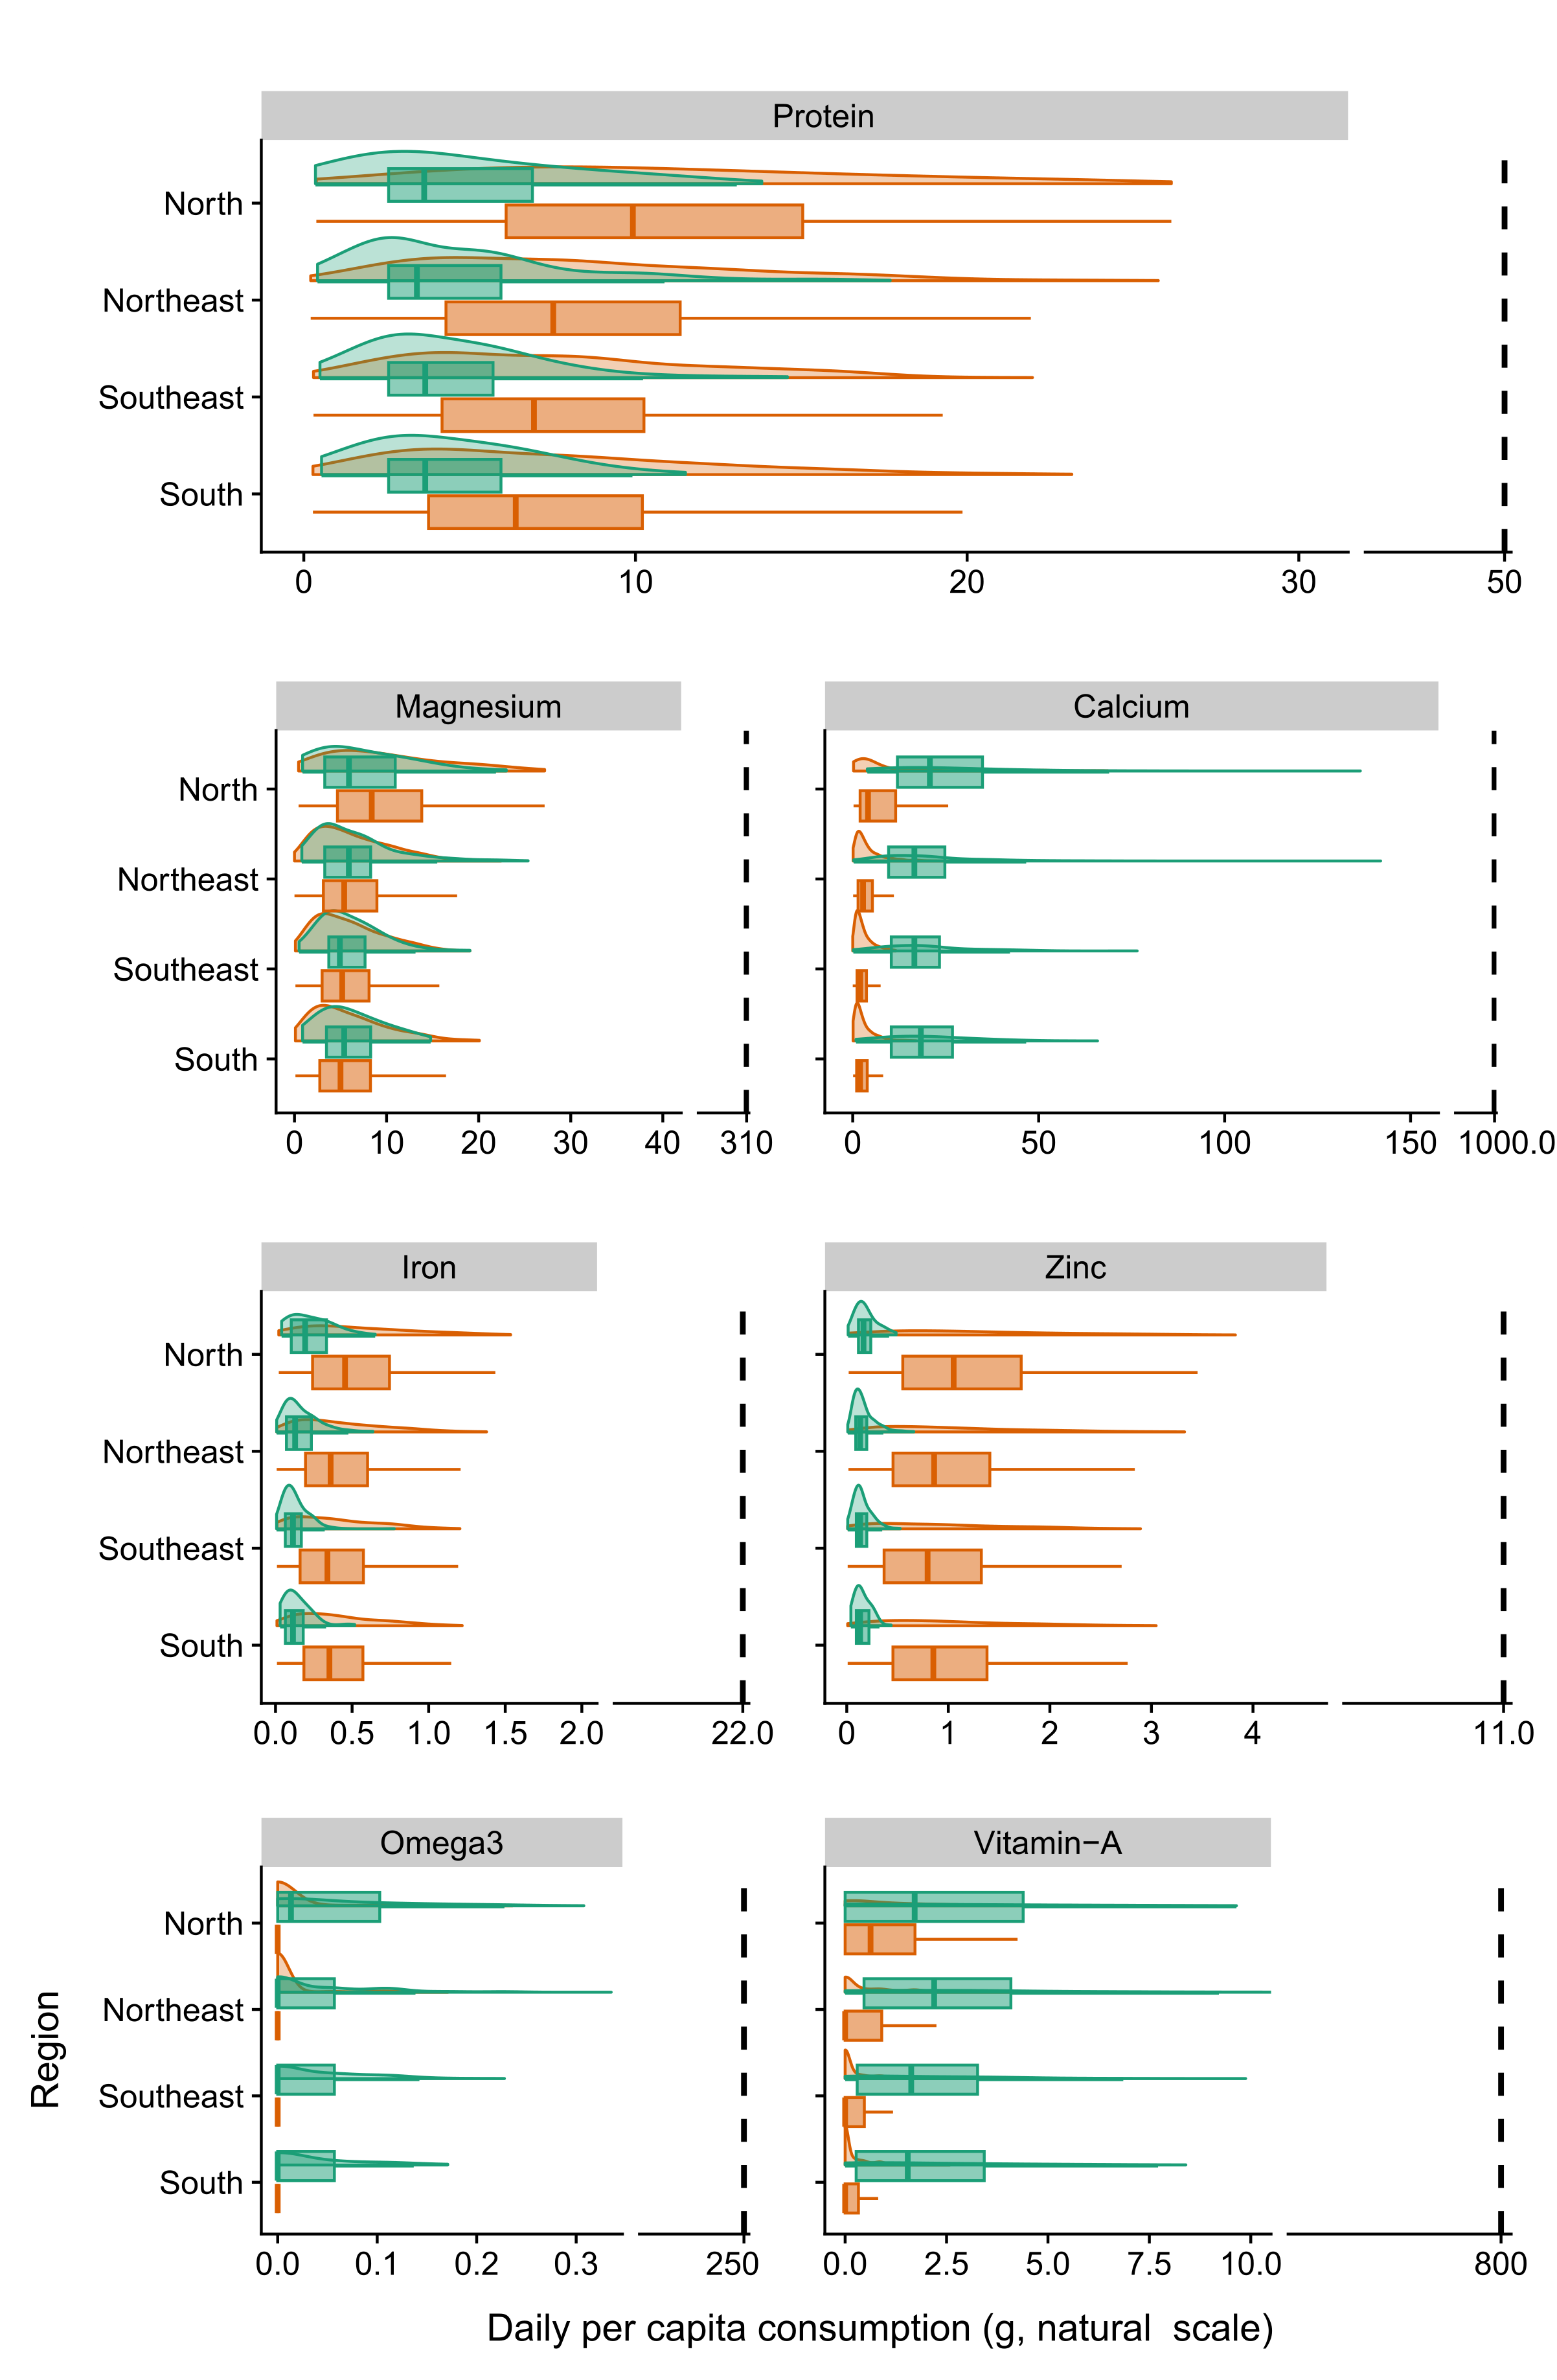 Protein
North
Northeast
Southeast
South
0 10 20 30 50
Magnesium Calcium
North
Northeast
Southeast
South
0 10 20 30 40 310 0 50 100 150 1000.0
Iron Zinc
North
Northeast
Southeast
South
0.0 0.5 1.0 1.5 2.0 22.0 0 1 2 3 4 11.0
Omega3 Vitamin−A
North
Northeast
Southeast
South
0.0 0.1 0.2 0.3 250 0.0 2.5 5.0 7.5 10.0 800
Region
Daily per capita consumption (g, natural scale)